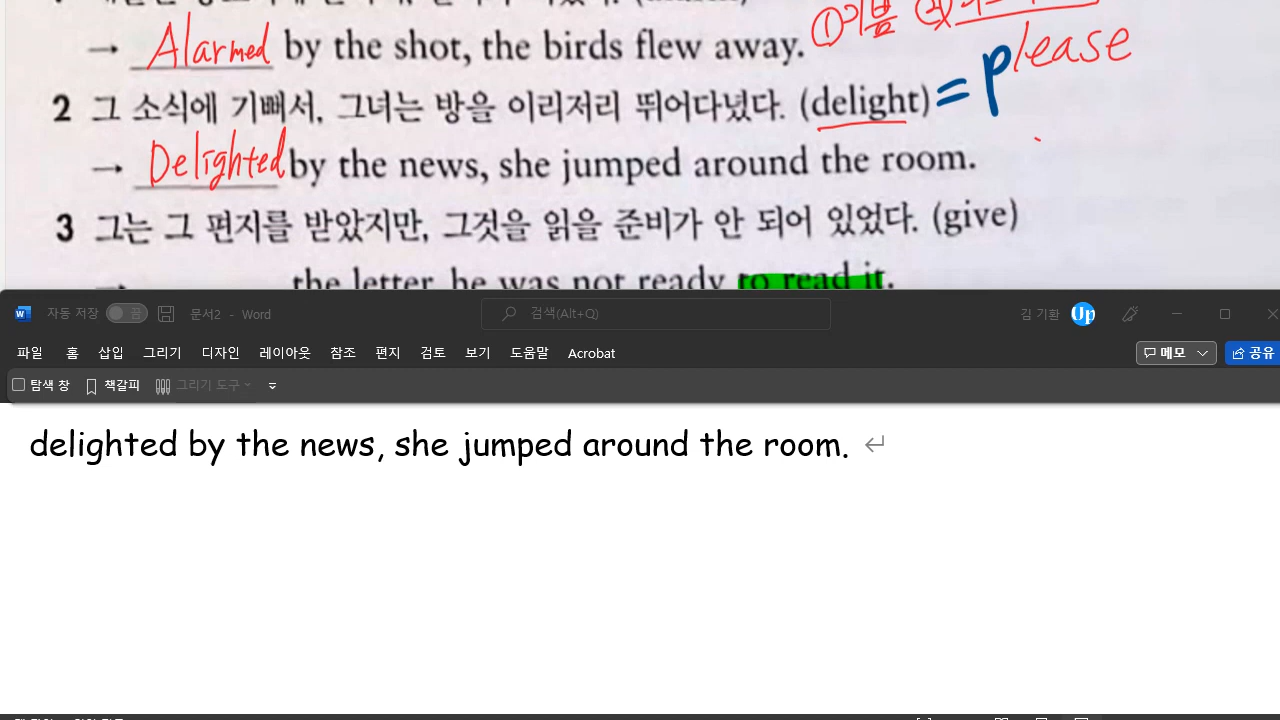 → Alarmed by the shot, the birds flew away. ①기쁨
= please
2 그 소식에 기뻐서, 그녀는 방을 이리저리 뛰어다녔다. (delight)
→ Delighted by the news, she jumped around the room.
3 그는 그 편지를 받았지만, 그것을 읽을 준비가 안 되어 있었다. (give)
→ the letter, he was not ready to read it.
자동 저장 끔 문서2 - Word 검색(Alt+Q) 김 기환 Up
파일 홈 삽입 그리기 디자인 레이아웃 참조 편지 검토 보기 도움말 Acrobat 메모 공유
탐색 창 책갈피 그리기 도구
delighted by the news, she jumped around the room.